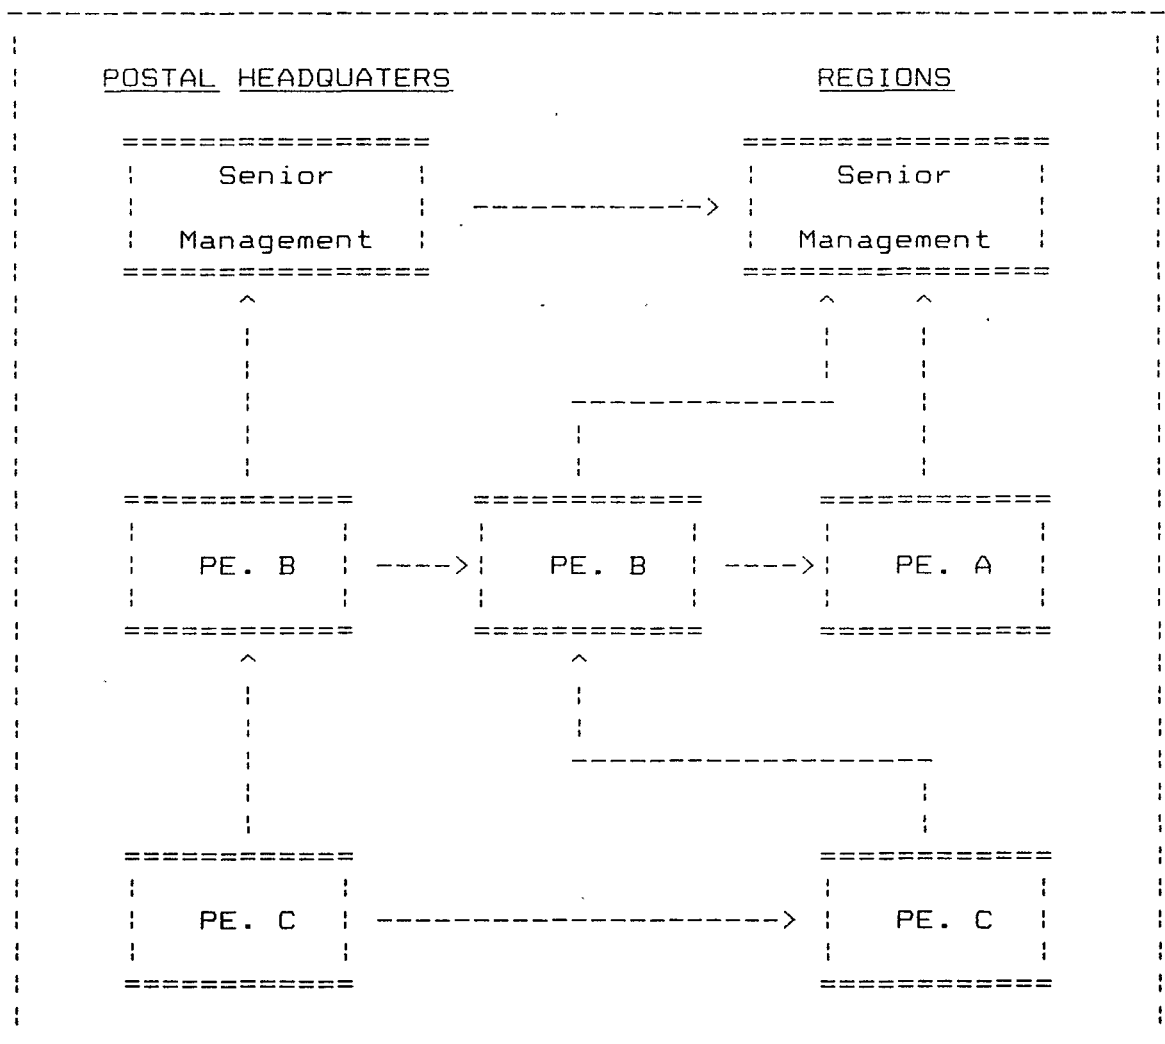 POSTAL HEADQUATERS REGIONS
Senior Senior
Management Management
PE. B PE. B PE. A
PE. C PE. C